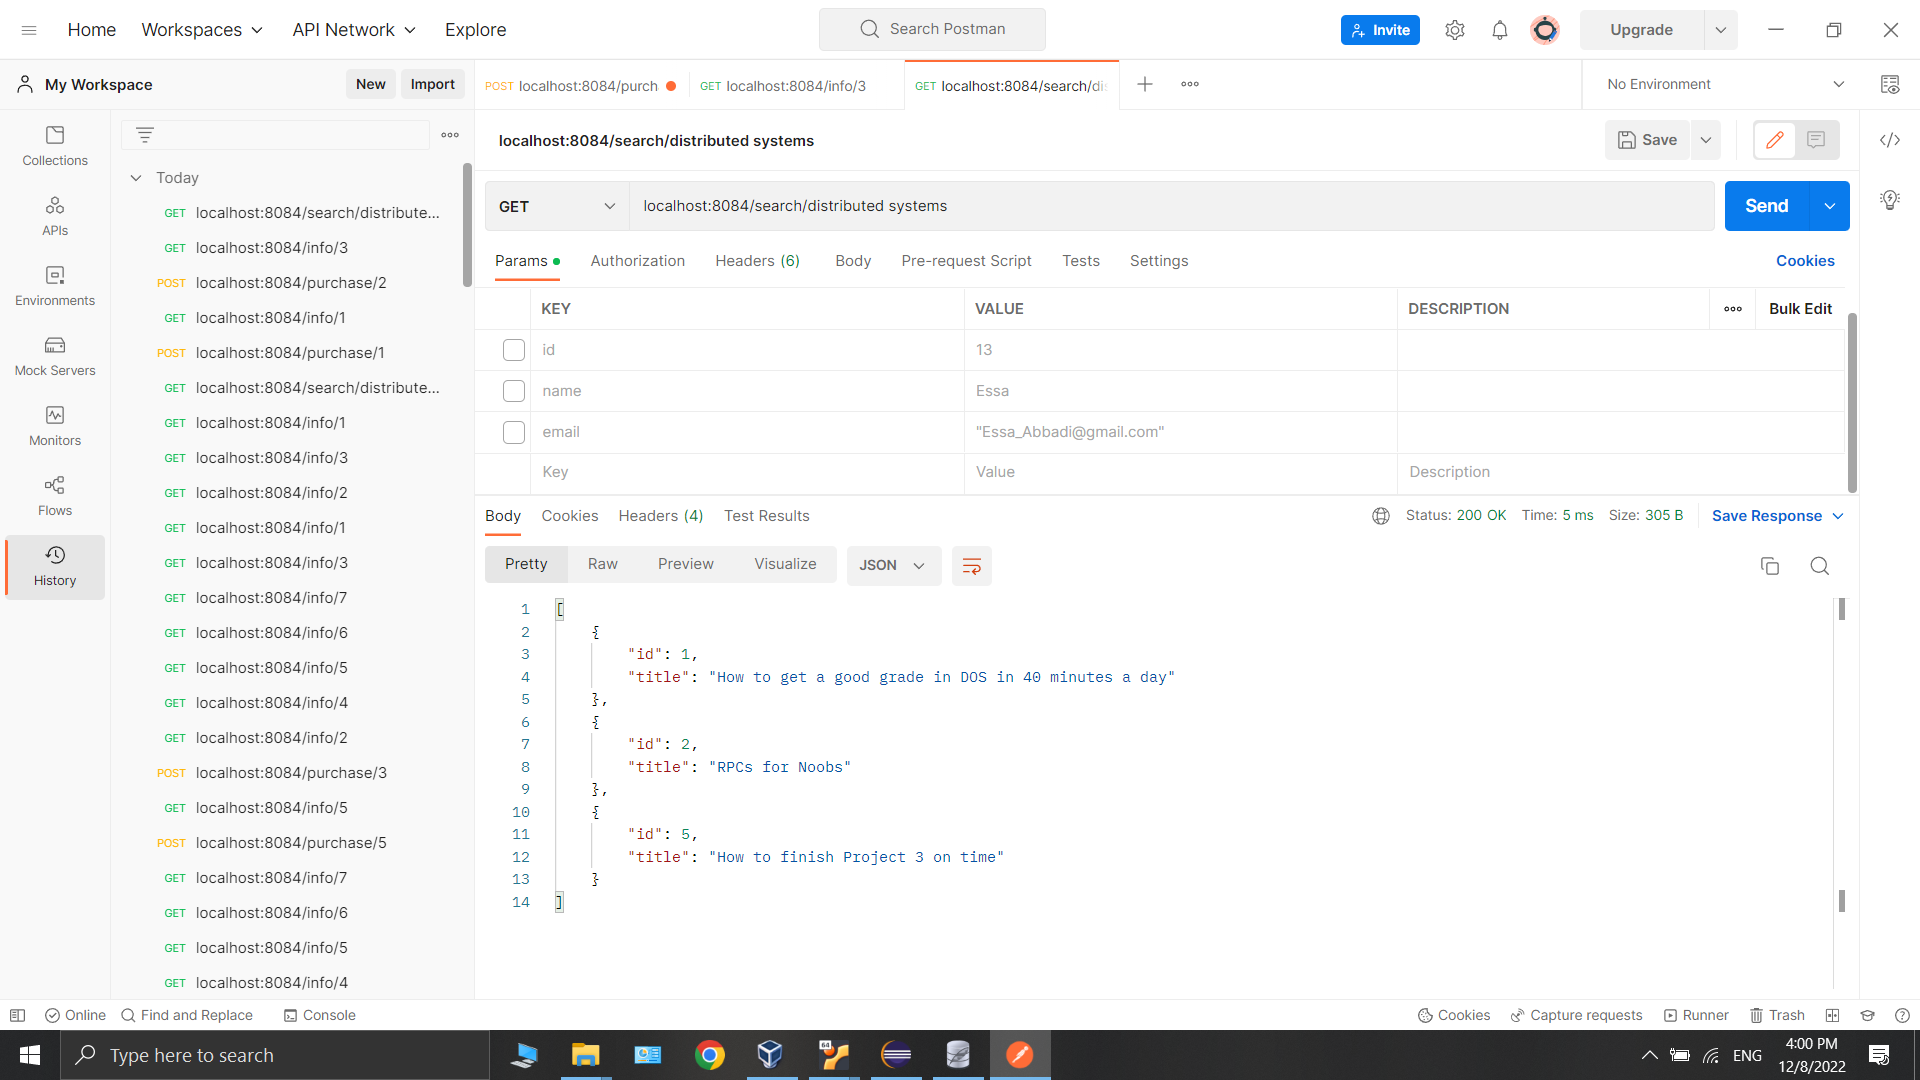 Home
Workspaces
API Network
Explore
Search Postman
Invite
Upgrade
My Workspace
New
Import
POST localhost:8084/purch
GET localhost:8084/info/3
GET localhost:8084/search/di
No Environment
Collections
APIs
Environments
Mock Servers
Monitors
Flows
History
Today
GET localhost:8084/search/distribute...
GET localhost:8084/info/3
POST localhost:8084/purchase/2
GET localhost:8084/info/1
POST localhost:8084/purchase/1
GET localhost:8084/search/distribute...
GET localhost:8084/info/1
GET localhost:8084/info/3
GET localhost:8084/info/2
GET localhost:8084/info/1
GET localhost:8084/info/3
GET localhost:8084/info/7
GET localhost:8084/info/6
GET localhost:8084/info/5
GET localhost:8084/info/4
GET localhost:8084/info/2
POST localhost:8084/purchase/3
GET localhost:8084/info/5
POST localhost:8084/purchase/5
GET localhost:8084/info/7
GET localhost:8084/info/6
GET localhost:8084/info/5
GET localhost:8084/info/4
localhost:8084/search/distributed systems
Save
GET
localhost:8084/search/distributed systems
Send
Params
Authorization
Headers (6)
Body
Pre-request Script
Tests
Settings
Cookies
KEY VALUE DESCRIPTION
Bulk Edit
id 13
name Essa
email "Essa_Abbadi@gmail.com"
Key Value Description
Body
Cookies
Headers (4)
Test Results
Status: 200 OK Time: 5 ms Size: 305 B
Save Response
Pretty
Raw
Preview
Visualize
JSON
1 [
2 {
3 "id": 1,
4 "title": "How to get a good grade in DOS in 40 minutes a day"
5 },
6 {
7 "id": 2,
8 "title": "RPCs for Noobs"
9 },
10 {
11 "id": 5,
12 "title": "How to finish Project 3 on time"
13 }
14 ]
Online
Find and Replace
Console
Cookies
Capture requests
Runner
Trash
Type here to search
64
ENG
4:00 PM
12/8/2022